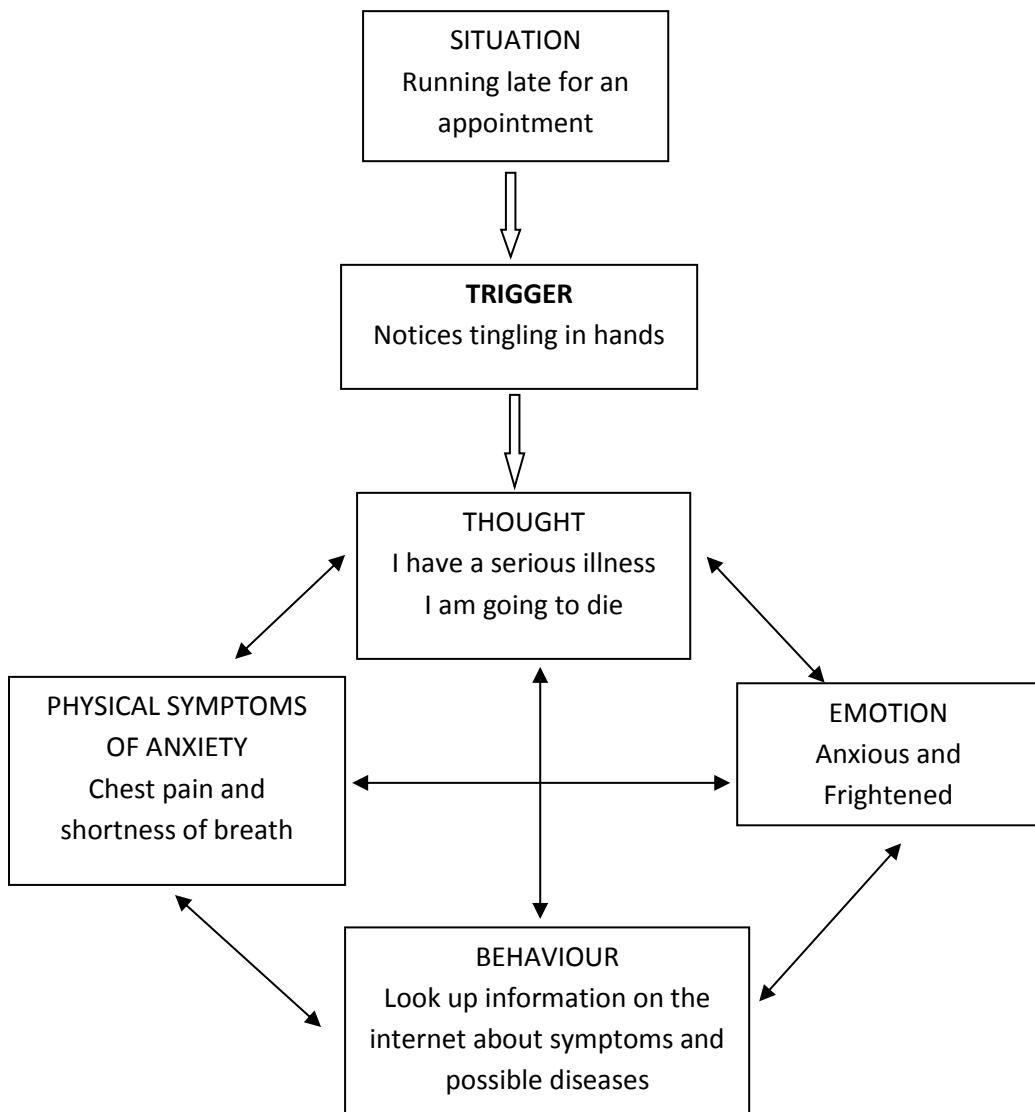 SITUATION
Running late for an
appointment
TRIGGER
Notices tingling in hands
THOUGHT
I have a serious illness
I am going to die
PHYSICAL SYMPTOMS
OF ANXIETY
Chest pain and
shortness of breath
EMOTION
Anxious and
Frightened
BEHAVIOUR
Look up information on the
internet about symptoms and
possible diseases